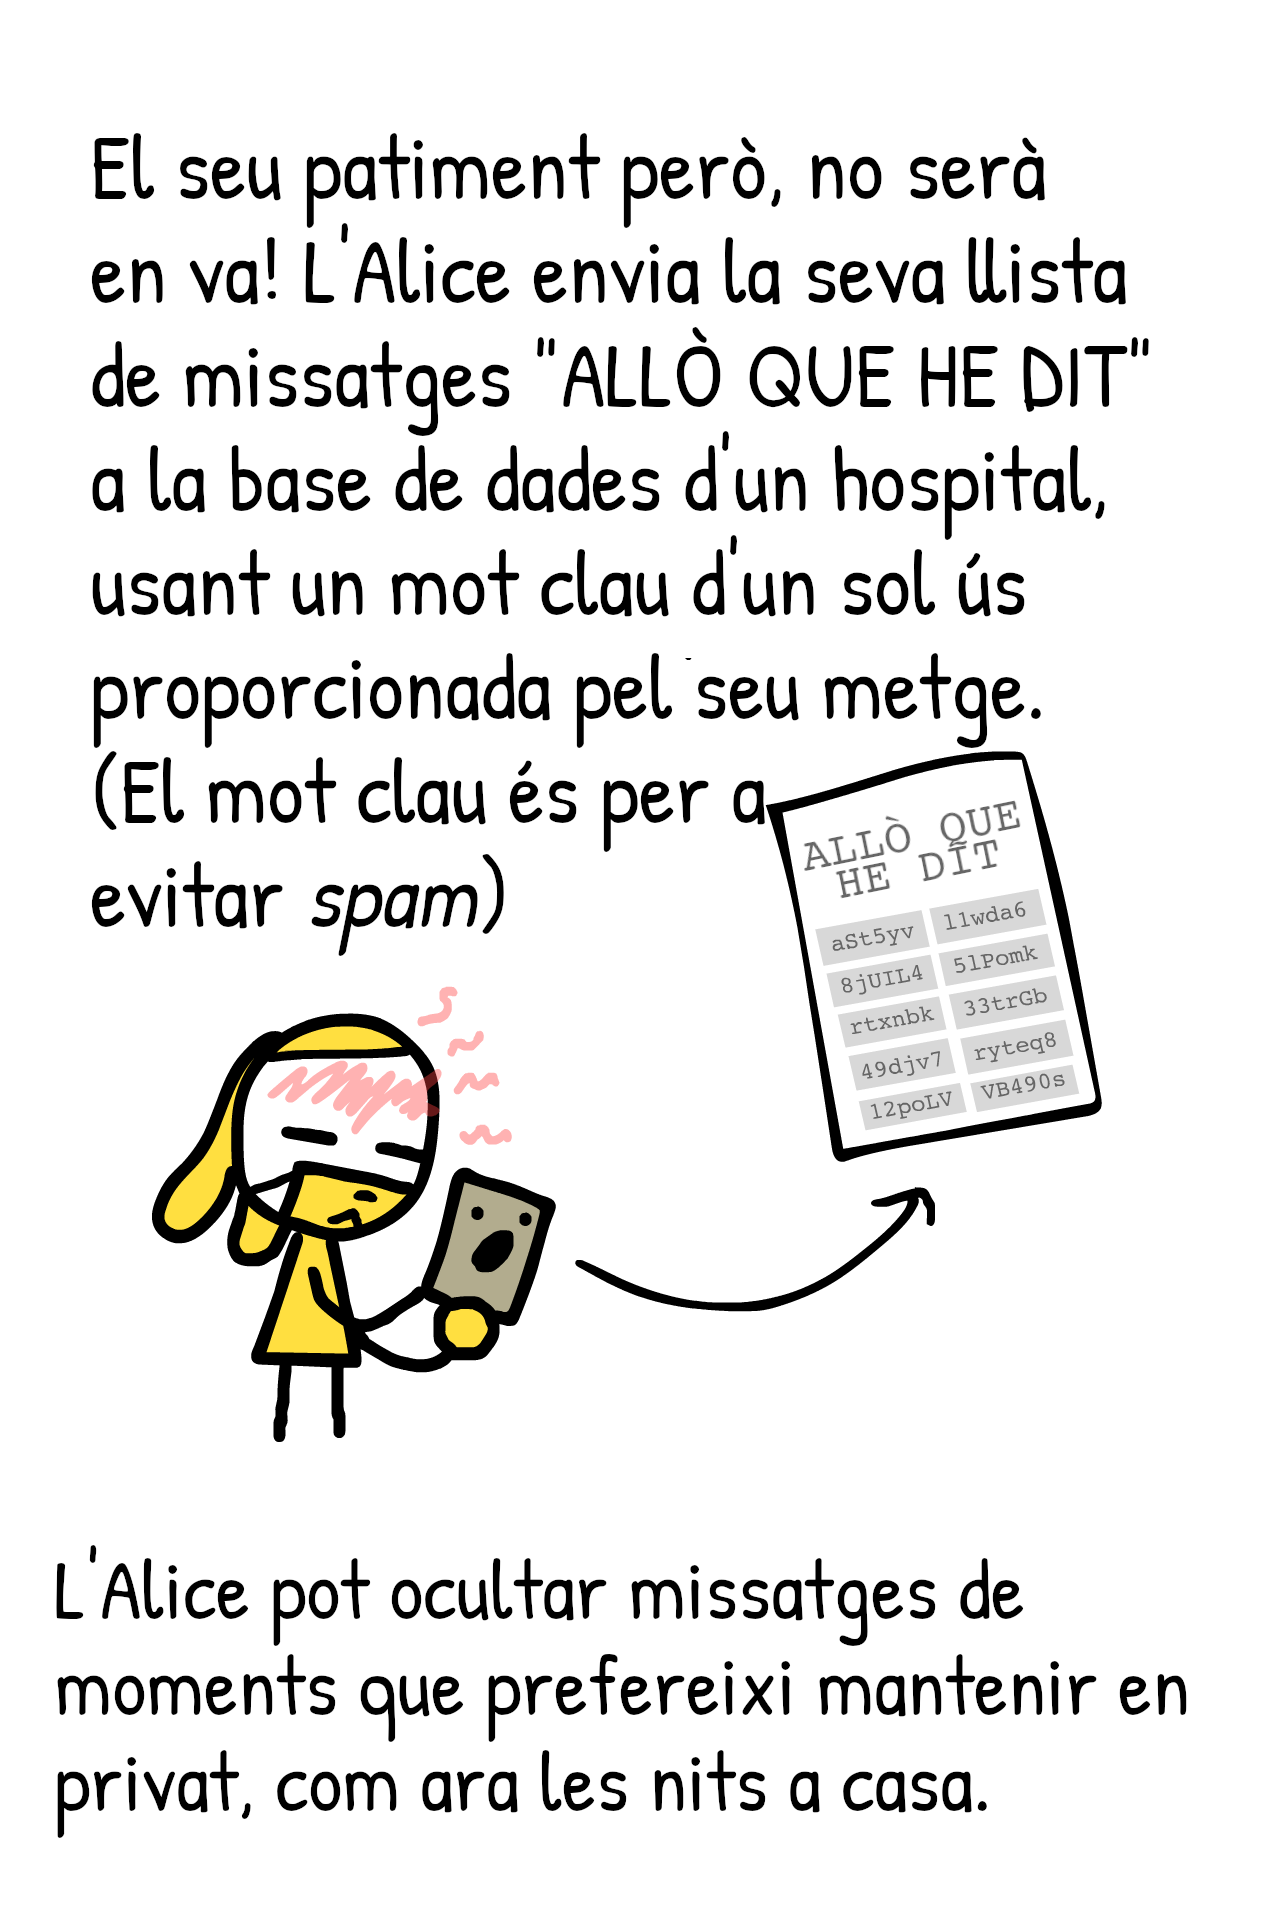 El seu patiment però, no serà
en va! L'Alice envia la seva llista
de missatges "ALLÒ QUE HE DIT"
a la base de dades d'un hospital,
usant un mot clau d'un sol ús
proporcionada pel seu metge.
(El mot clau és per a
evitar spam)
ALLÒ QUE
HE DIT
aSt5yv l1wda6
8jUIL4 5lPomk
rtxnbk 33trGb
49djv7 ryteq8
12poLV VB490s
L'Alice pot ocultar missatges de
moments que prefereixi mantenir en
privat, com ara les nits a casa.